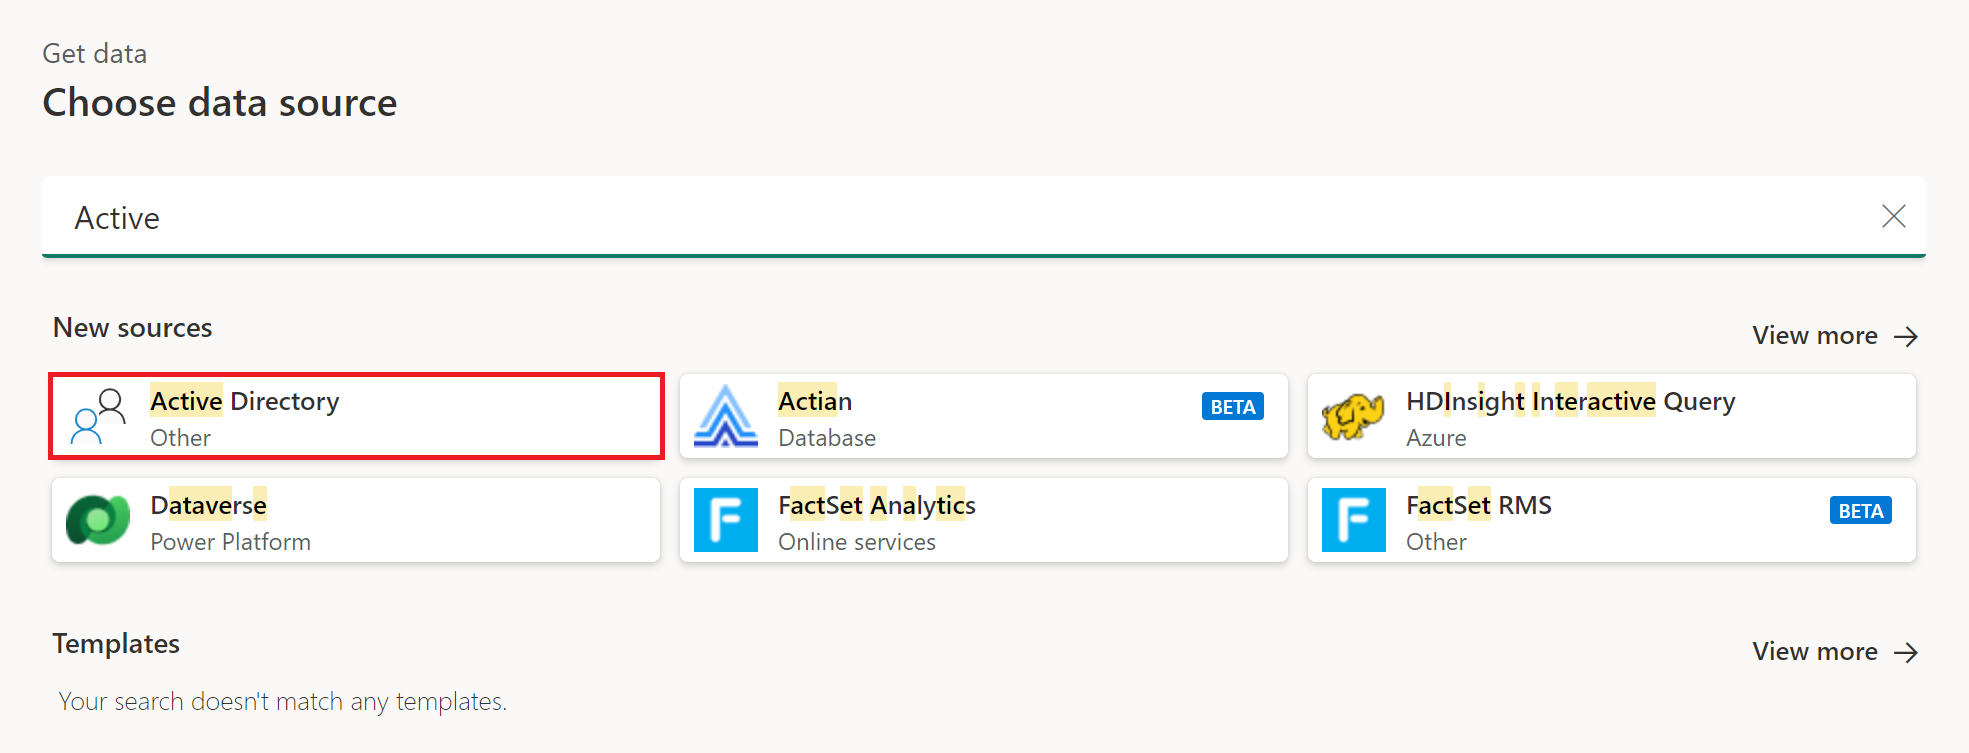 Get data
Choose data source
Active
New sources
View more
Active Directory
Other
Actian
BETA
Database
HDInsight Interactive Query
Azure
Dataverse
Power Platform
FactSet Analytics
Online services
FactSet RMS
BETA
Other
Templates
View more
Your search doesn't match any templates.